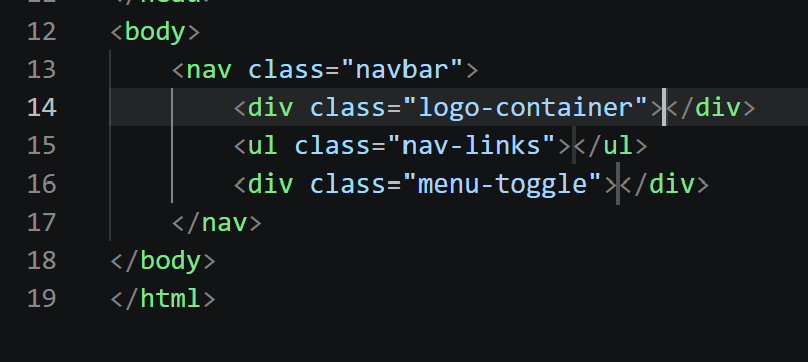 12 <body>
13 <nav class="navbar">
14 <div class="logo-container"></div>
15 <ul class="nav-links"></ul>
16 <div class="menu-toggle"></div>
17 </nav>
18 </body>
19 </html>